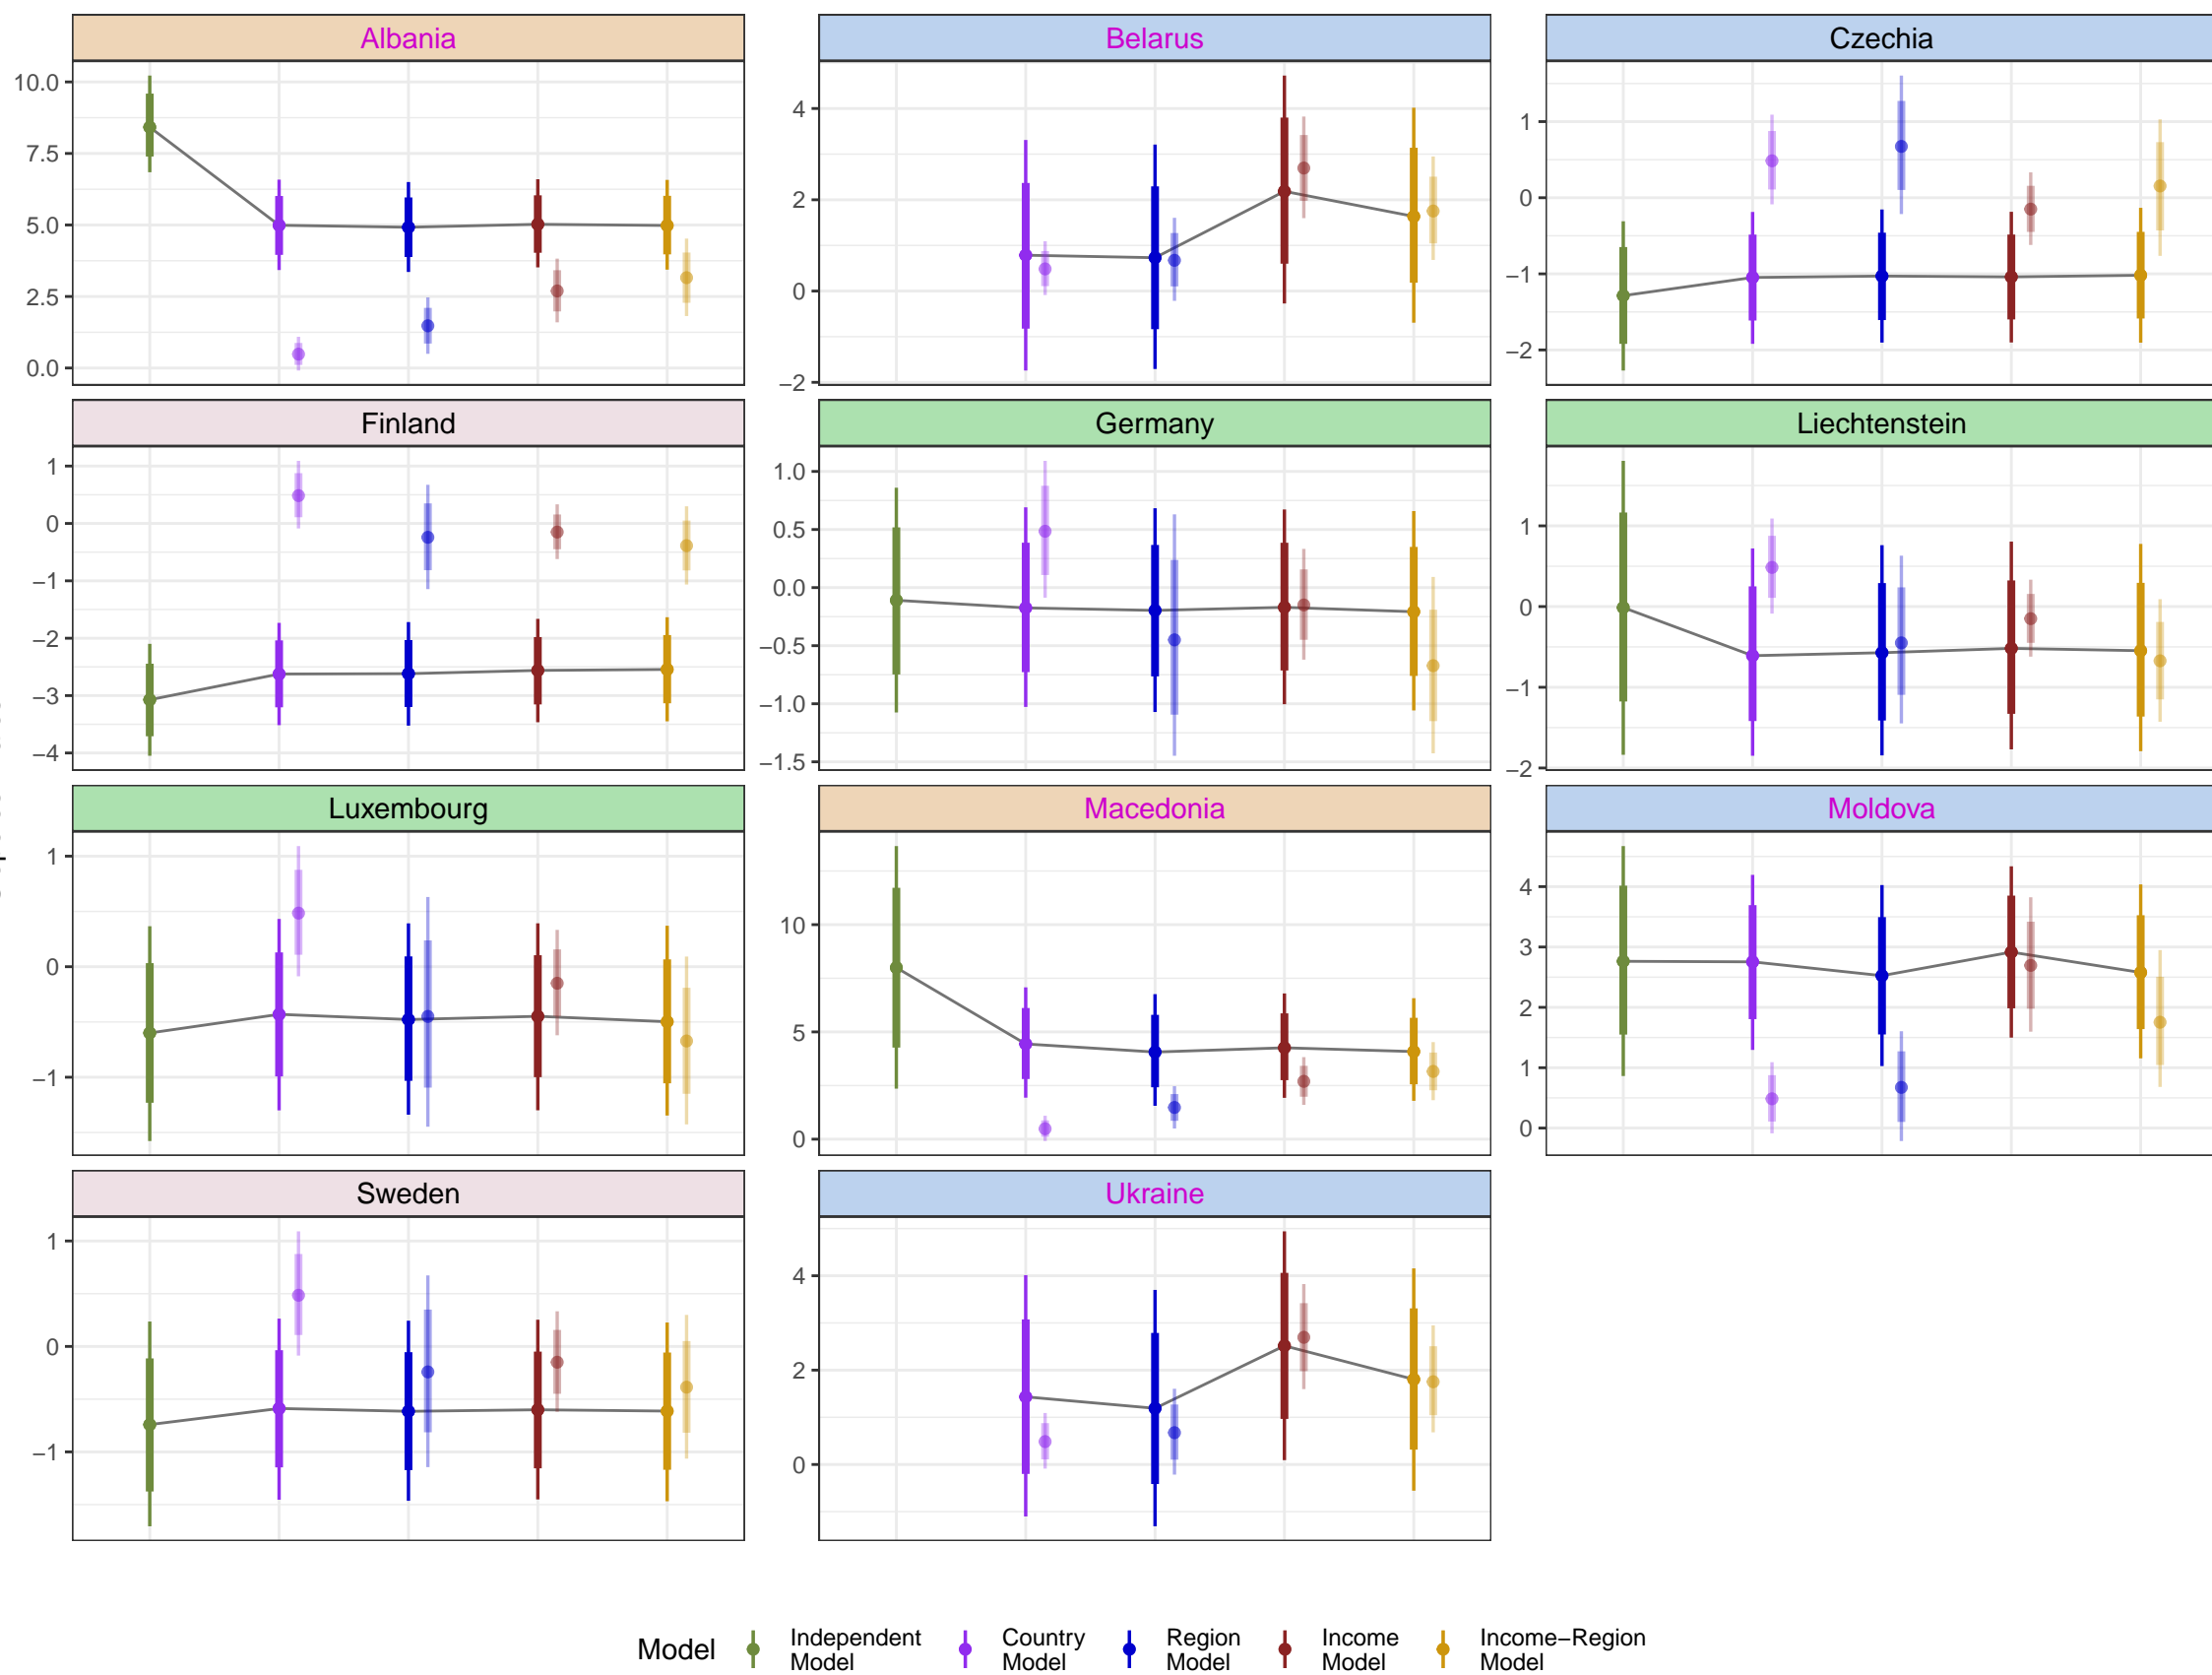 Albania
Belarus
Czechia
10.0
7.5
5.0
2.5
0.0
4
2
0
−2
1
0
−1
−2
Finland
Germany
Liechtenstein
1
0
−1
−2
−3
−4
1.0
0.5
0.0
−0.5
−1.0
−1.5
1
0
−1
−2
Luxembourg
Macedonia
Moldova
1
0
−1
10
5
0
4
3
2
1
0
Sweden
Ukraine
1
0
−1
4
2
0
Model
Independent
Model
Country
Model
Region
Model
Income
Model
Income−Region
Model